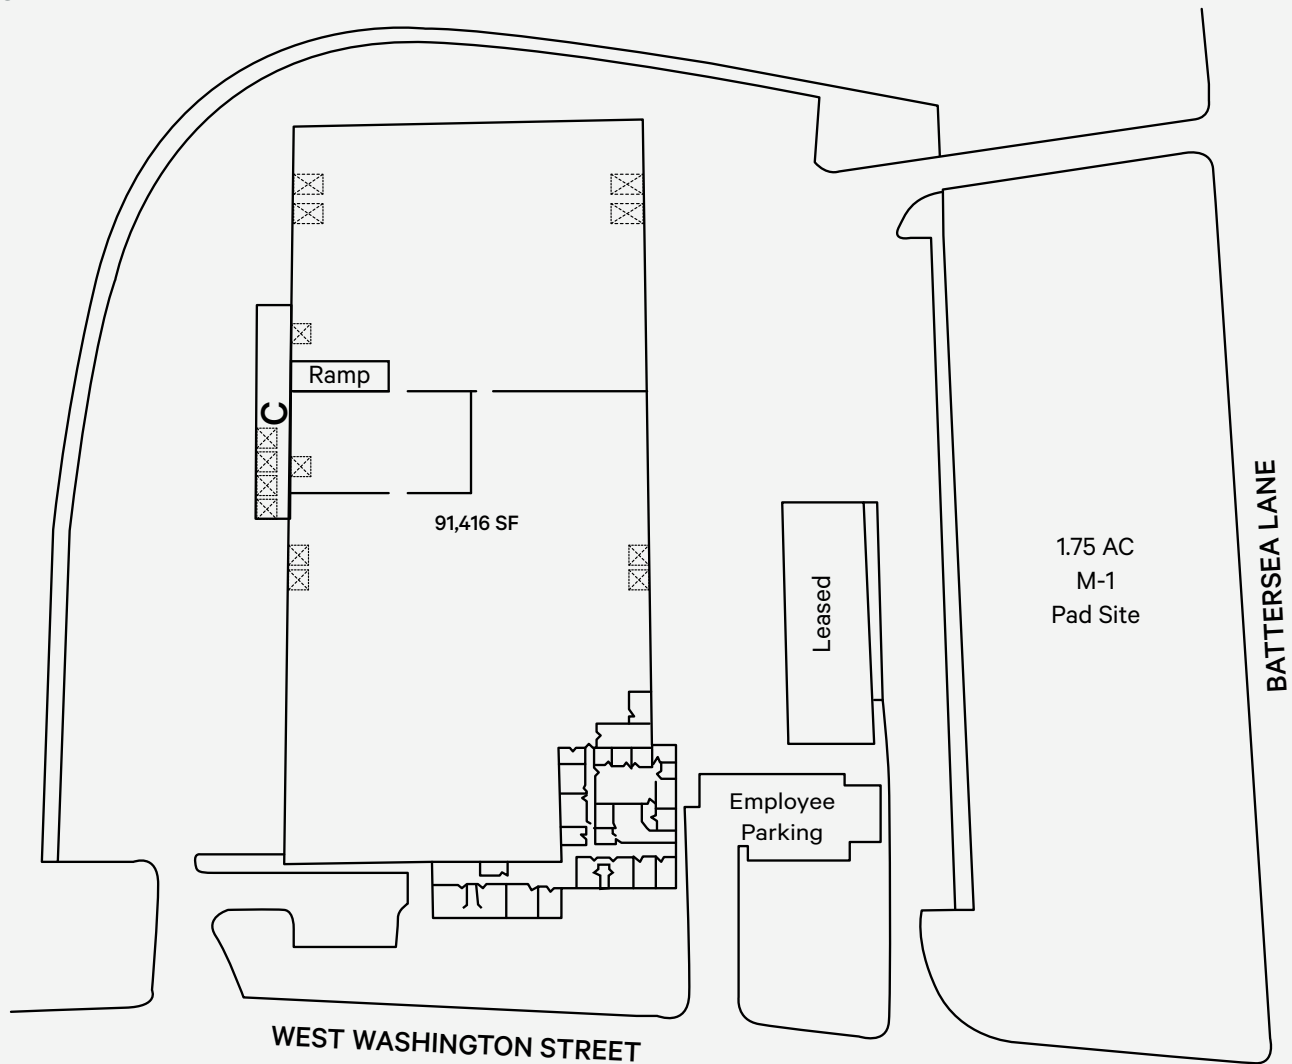 Ramp
C
91,416 SF
Leased
1.75 AC
M-1
Pad Site
BATTERSEA LANE
Employee
Parking
WEST WASHINGTON STREET